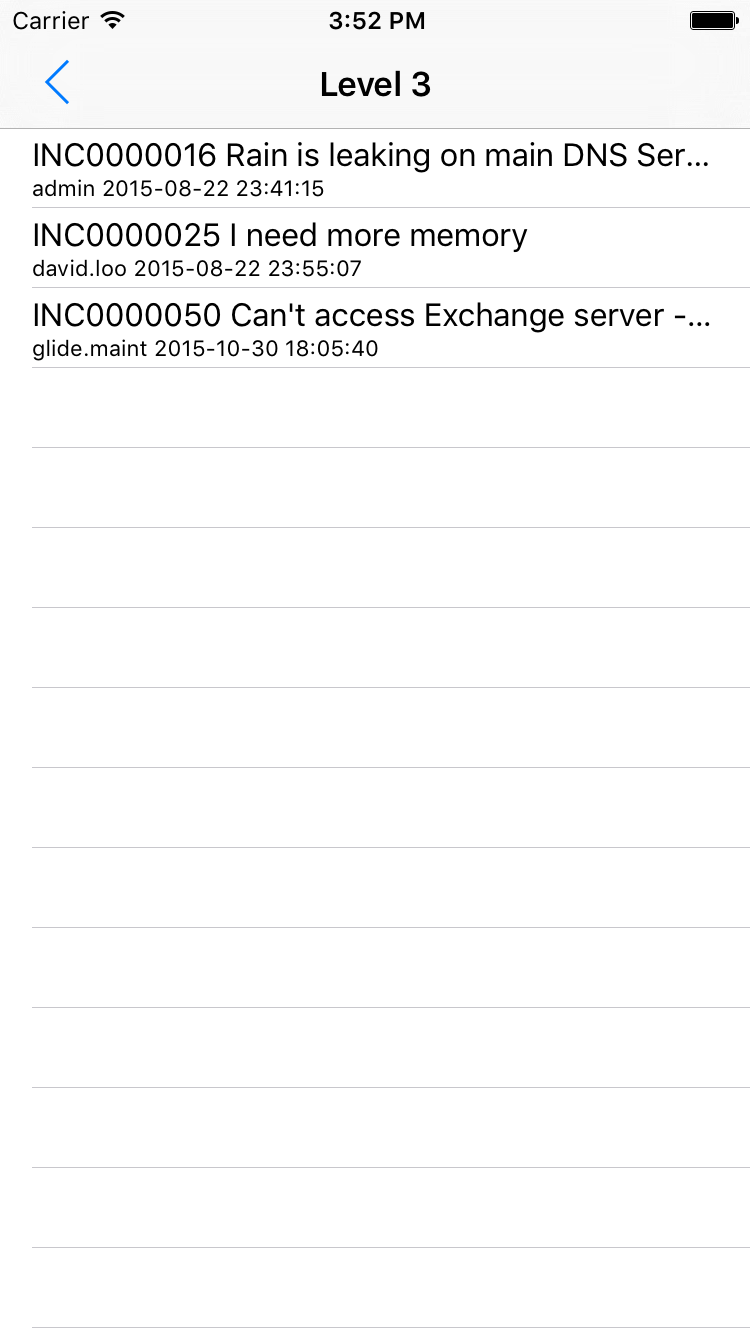 Carrier 3:52 PM
Level 3
INC0000016 Rain is leaking on main DNS Ser...
admin 2015-08-22 23:41:15
INC0000025 I need more memory
david.loo 2015-08-22 23:55:07
INC0000050 Can't access Exchange server -...
glide.maint 2015-10-30 18:05:40